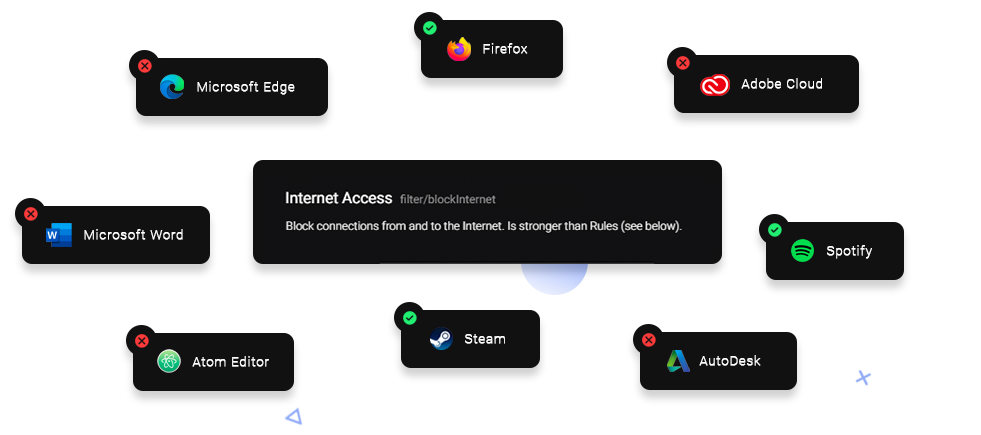 Firefox
Microsoft Edge
Adobe Cloud
Internet Access filter/blockInternet
Block connections from and to the Internet. Is stronger than Rules (see below).
W Microsoft Word
Spotify
Steam
Atom Editor
AutoDesk